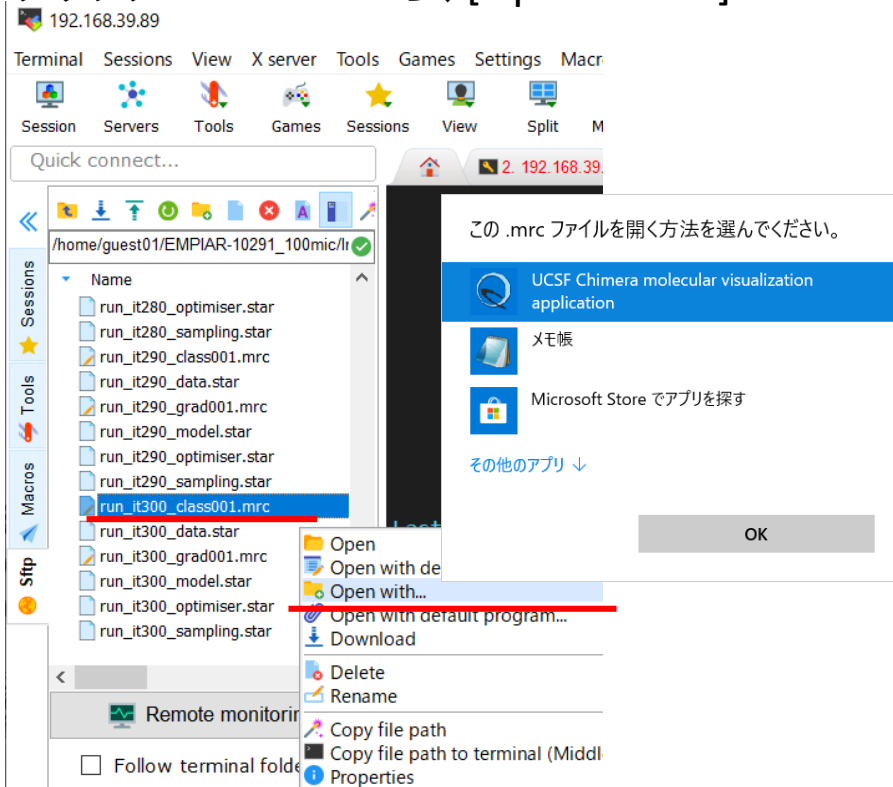 192.168.39.89
Terminal Sessions View X server Tools Games Settings Macr
Session Servers Tools Games Sessions View Split M
Quick connect...
2. 192.168.39.
/home/guest01/EMPIAR-10291_100mic/Ir
Name
run_it280_optimiser.star
run_it280_sampling.star
run_it290_class001.mrc
run_it290_data.star
run_it290_grad001.mrc
run_it290_model.star
run_it290_optimiser.star
run_it290_sampling.star
run_it300_class001.mrc
run_it300_data.star
run_it300_grad001.mrc
run_it300_model.star
run_it300_optimiser.star
run_it300_sampling.star
Sessions
Tools
Macros
Sftp
Remote monitorin
Follow terminal folde
Last
Open
Open with de
Open with...
Open with default program...
Download
Delete
Rename
Copy file path
Copy file path to terminal (Middl
Properties
この .mrc ファイルを開く方法を選んでください。
UCSF Chimera molecular visualization
application
メモ帳
Microsoft Store でアプリを探す
その他のアプリ ↓
OK